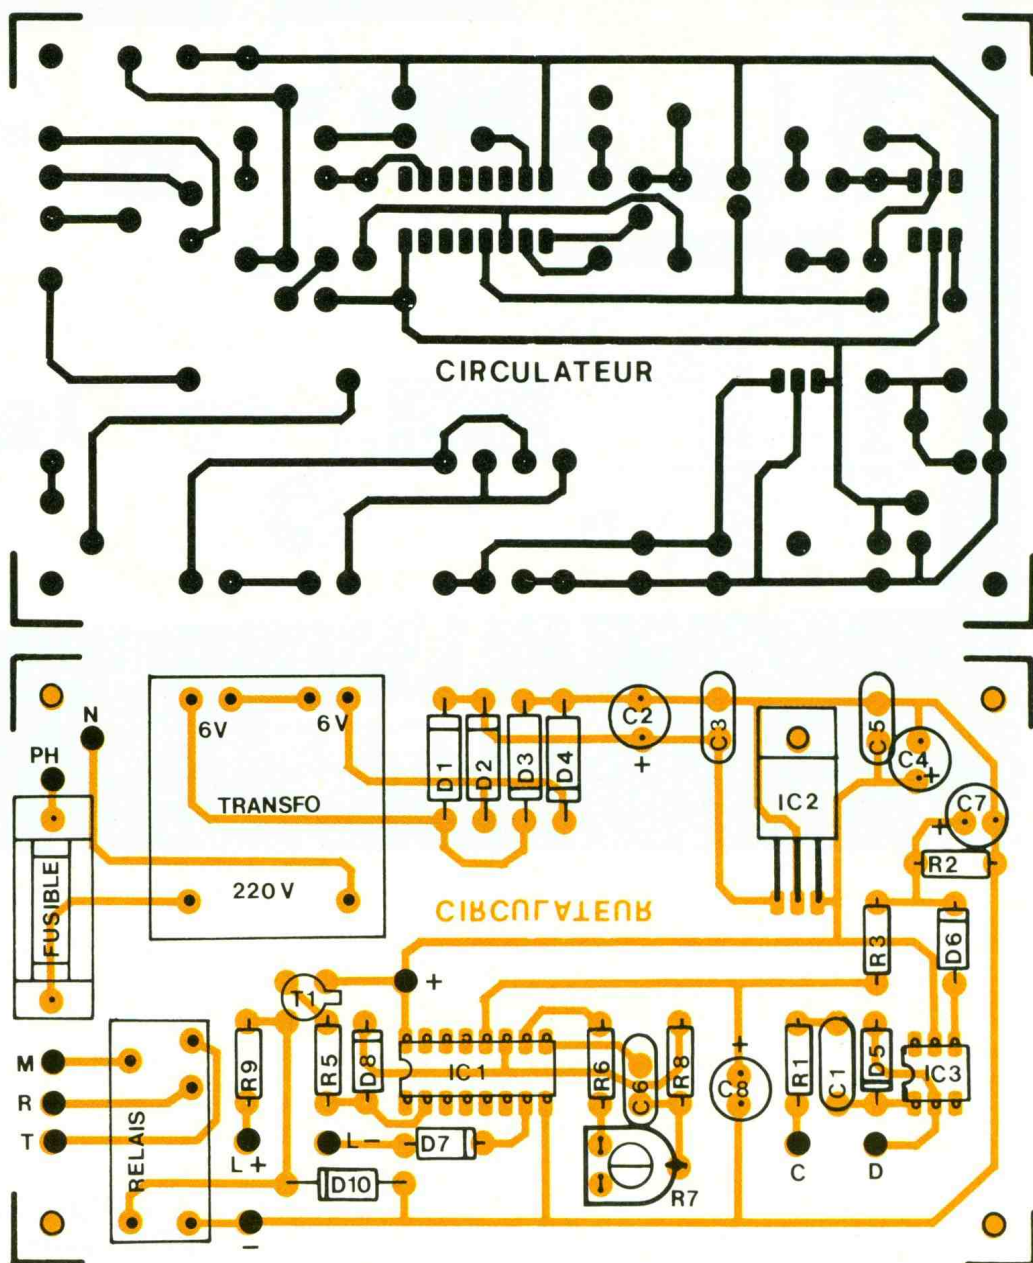 CIRCULATEUR
N
PH
6V
6V
TRANSFO
220 V
FUSIBLE
D1
D2
D3
D4
C2
+
C3
IC2
C5
C4
+
C7
+
R2
CIRCULATEUR
R3
D6
T1
+
M
R
T
RELAIS
R9
R5
D8
IC1
R6
C6
R8
+
C8
R1
C1
D5
IC3
L+
L-
D7
D10
R7
C
D
-